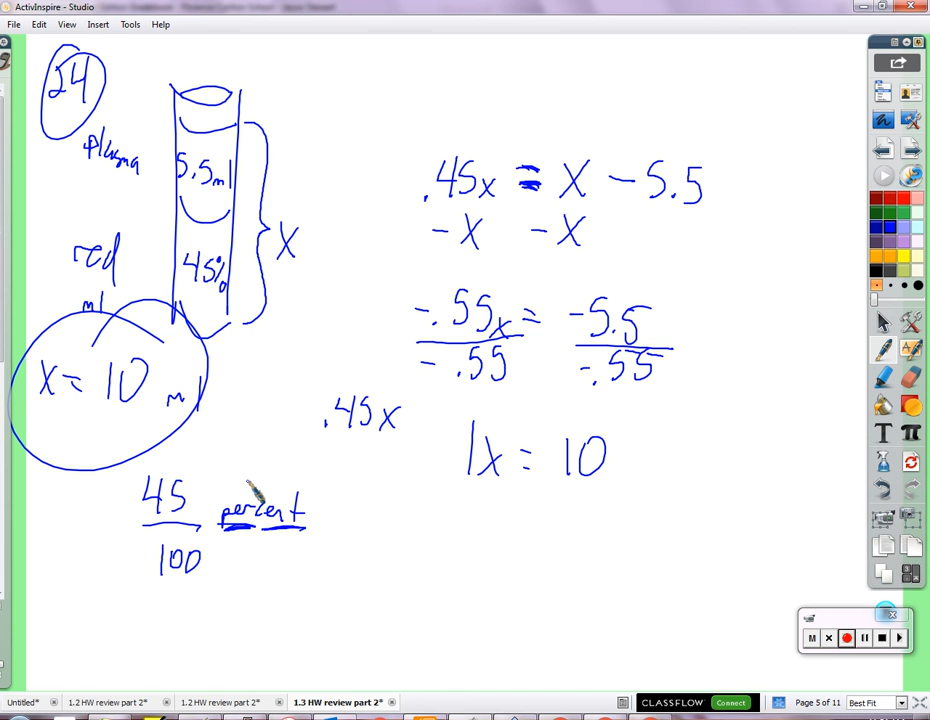 ActivInspire - Studio
File Edit View Insert Tools Help
24
plasma
5.5ml
.45x = X - 5.5
- X - X
red
45%
X
ml
-.55x = -5.5
-.55 -.55
x = 10 ml
.45x
1x = 10
45 percent
100
M
Untitled* 1.2 HW review part 2* 1.2 HW review part 2* 1.3 HW review part 2*
CLASSFLOW Connect
Page 5 of 11 Best Fit